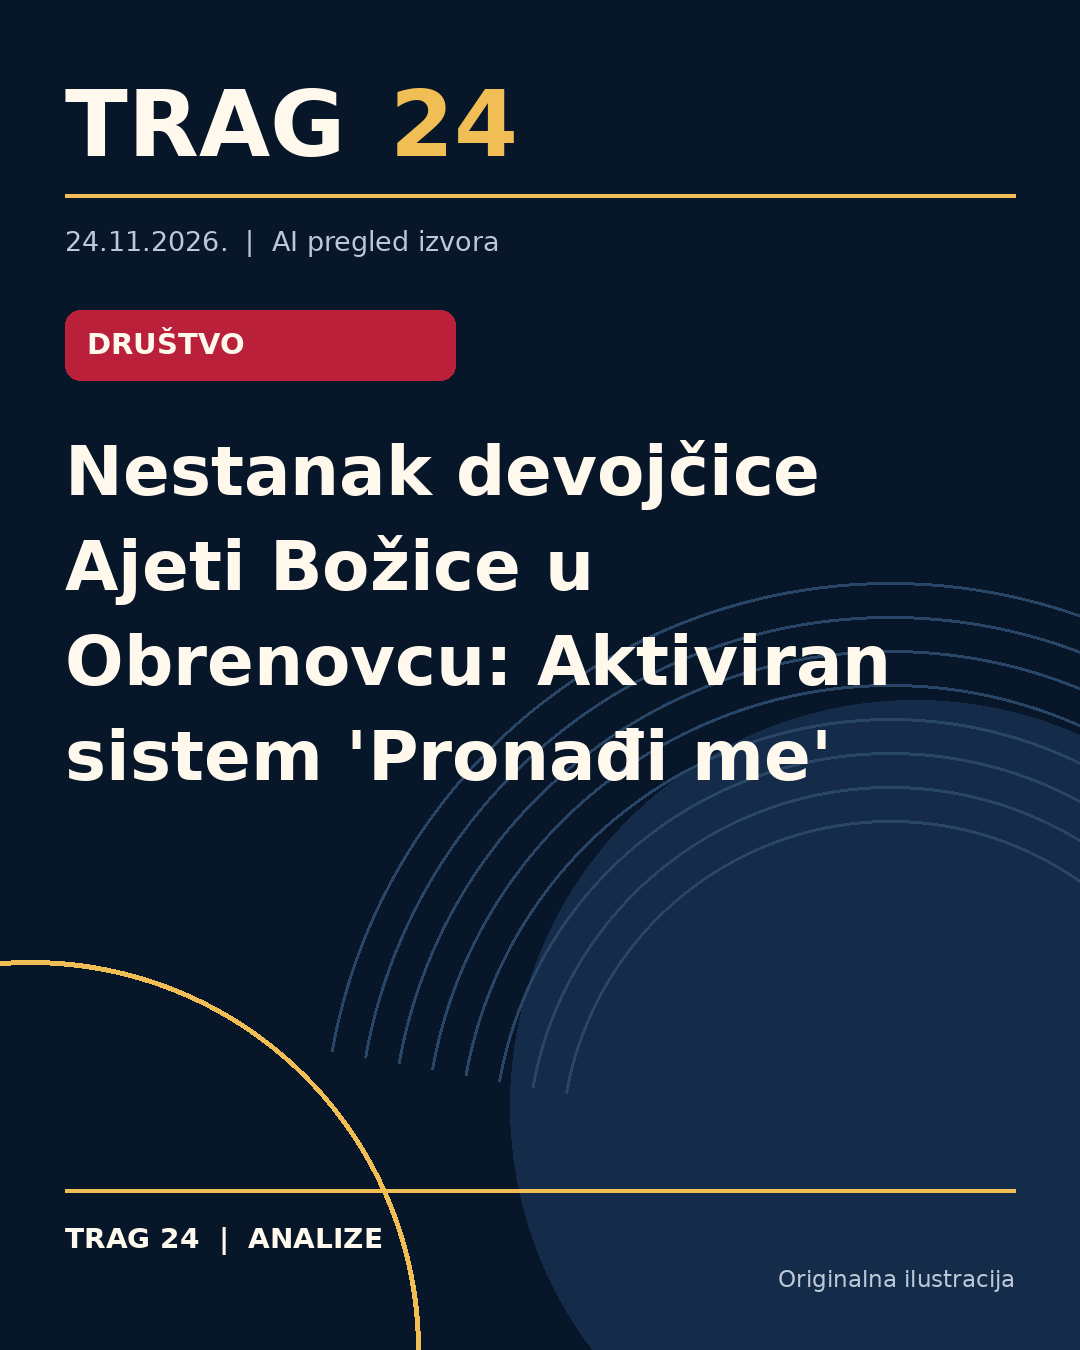 TRAG 24
24.11.2026. | AI pregled izvora
DRUŠTVO
Nestanak devojčice
Ajeti Božice u
Obrenovcu: Aktiviran
sistem 'Pronađi me'
TRAG 24 | ANALIZE
Originalna ilustracija